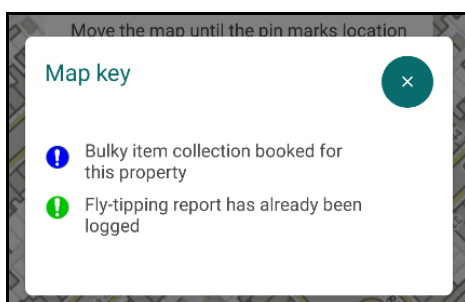 Move the map until the pin marks location
Map key
Bulky item collection booked for
this property
Fly-tipping report has already been
logged